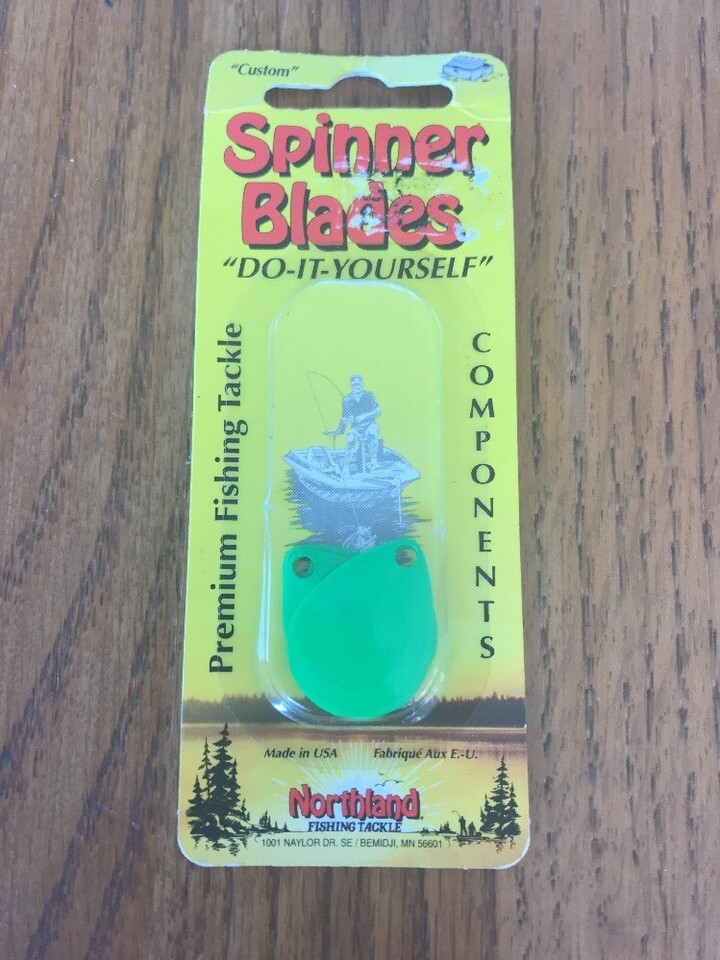 "Custom"
Spinner
Blades
"DO-IT-YOURSELF"
Premium Fishing Tackle
COMPONENTS
Made in USA
Fabriqué Aux E.-U.
Northland
FISHING TACKLE
1001 NAYLOR DR. SE / BEMIDJI, MN 56601